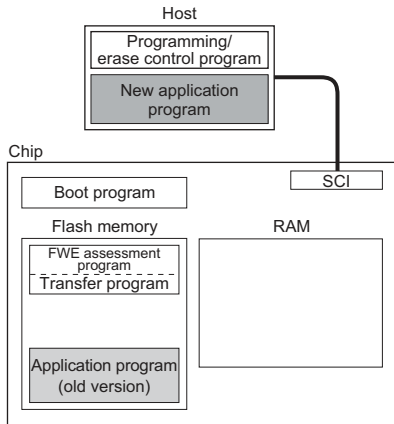 Host
Programming/
erase control program
New application
program
Chip
SCI
Boot program
Flash memory
RAM
FWE assessment
program
Transfer program
Application program
(old version)